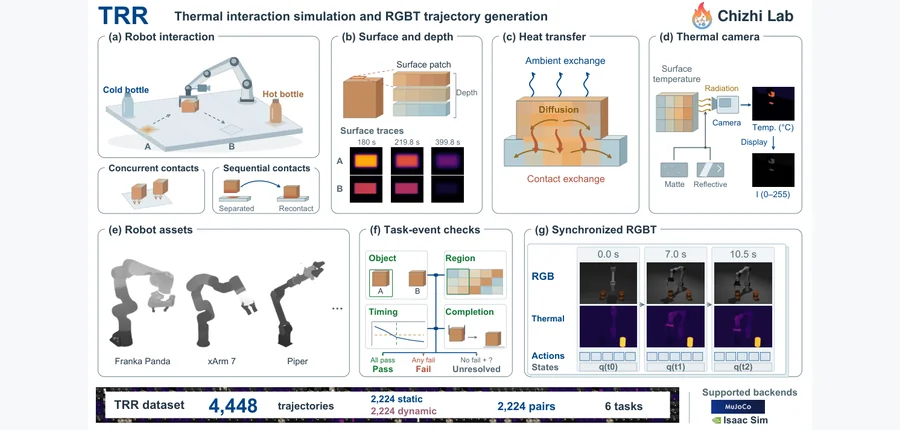 TRR
Thermal interaction simulation and RGBT trajectory generation
Chizhi Lab
(a) Robot interaction
Cold bottle
Hot bottle
A
B
Concurrent contacts
Sequential contacts
Separated
Recontact
(b) Surface and depth
Surface patch
Depth
Surface traces
180 s
219.8 s
399.8 s
A
B
(c) Heat transfer
Ambient exchange
Diffusion
Contact exchange
(d) Thermal camera
Surface
temperature
Radiation
Camera
Temp. (°C)
Display
Matte
Reflective
I (0–255)
(e) Robot assets
Franka Panda
xArm 7
Piper
...
(f) Task-event checks
Object
A
B
Region
Timing
Completion
All pass
Pass
Any fail
Fail
No fail + ?
Unresolved
(g) Synchronized RGBT
0.0 s
7.0 s
10.5 s
RGB
Thermal
Actions
States
q(t0)
q(t1)
q(t2)
TRR dataset
4,448
trajectories
2,224 static
2,224 dynamic
2,224 pairs
6 tasks
Supported backends
MuJoCo
Isaac Sim